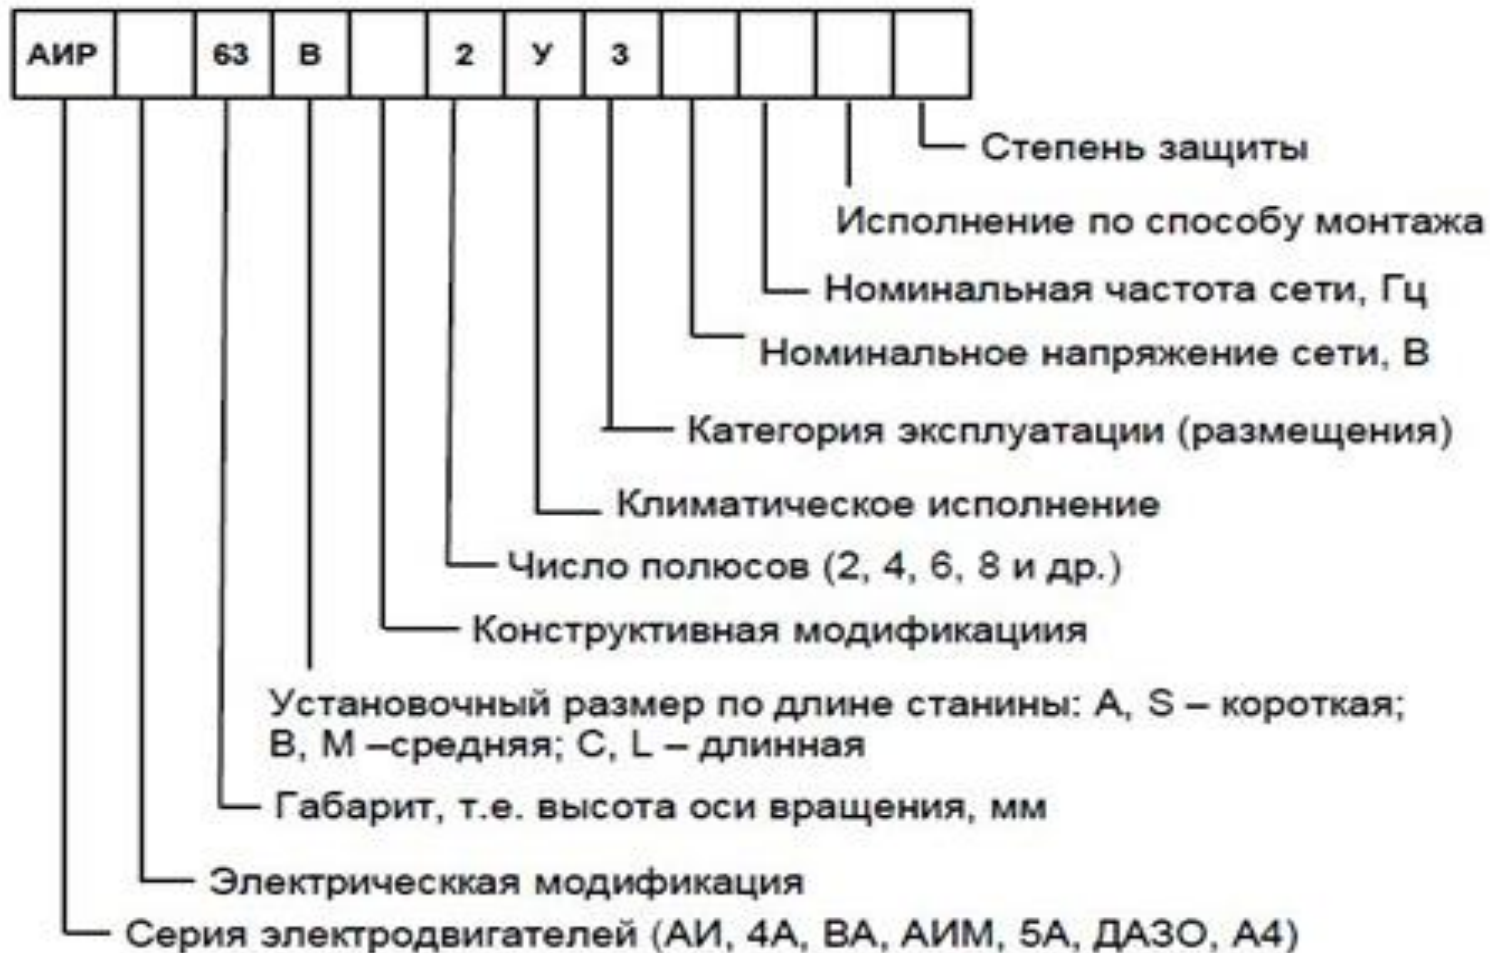 АИР 63 В 2 У 3
Степень защиты
Исполнение по способу монтажа
Номинальная частота сети, Гц
Номинальное напряжение сети, В
Категория эксплуатации (размещения)
Климатическое исполнение
Число полюсов (2, 4, 6, 8 и др.)
Конструктивная модификациия
Установочный размер по длине станины: А, S – короткая;
В, М –средняя; С, L – длинная
Габарит, т.е. высота оси вращения, мм
Электрическкая модификация
Серия электродвигателей (АИ, 4А, ВА, АИМ, 5А, ДАЗО, А4)